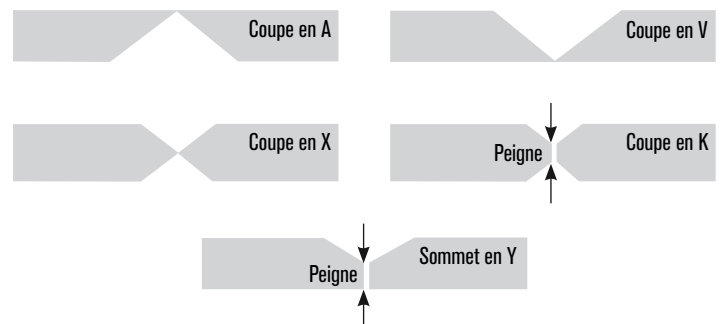 Coupe en A
Coupe en V
Coupe en X
Peigne
Coupe en K
Peigne
Sommet en Y